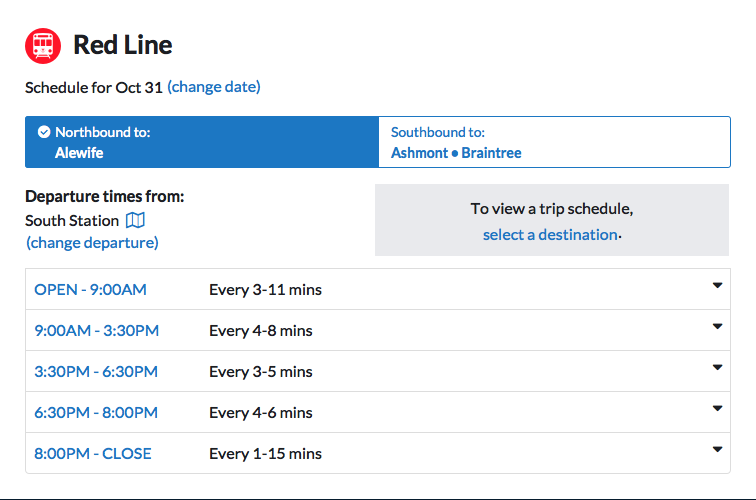 Red Line
Schedule for Oct 31 (change date)
Northbound to:
Alewife
Southbound to:
Ashmont • Braintree
Departure times from:
South Station
(change departure)
To view a trip schedule,
select a destination.
OPEN - 9:00AM Every 3-11 mins
9:00AM - 3:30PM Every 4-8 mins
3:30PM - 6:30PM Every 3-5 mins
6:30PM - 8:00PM Every 4-6 mins
8:00PM - CLOSE Every 1-15 mins